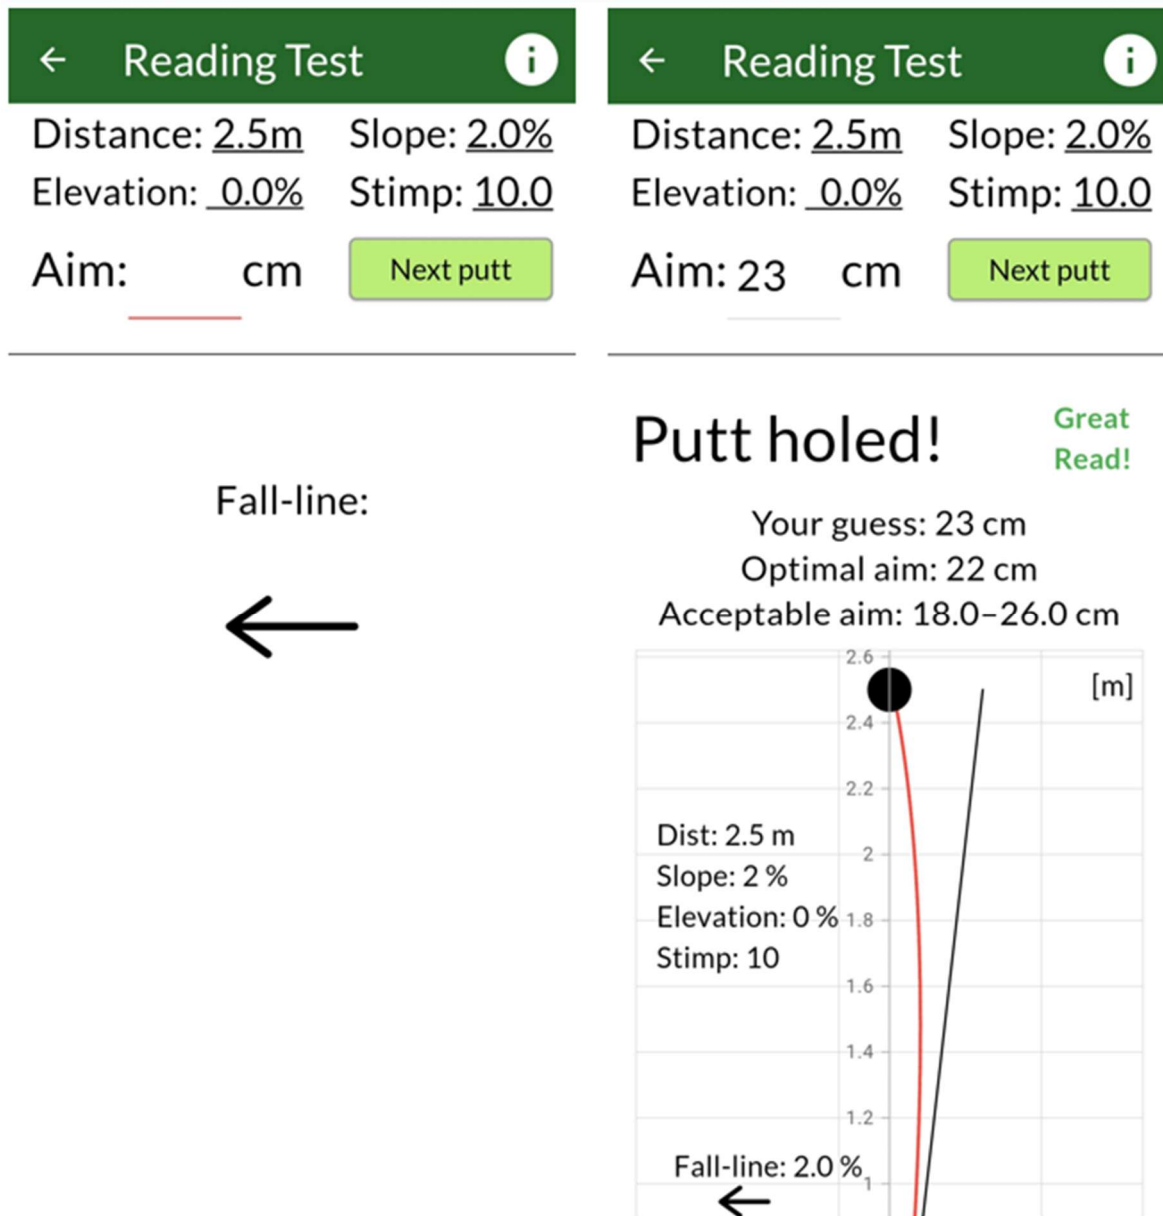 Reading Test
i
Distance: 2.5m Slope: 2.0%
Elevation: 0.0% Stimp: 10.0
Aim: cm Next putt
Fall-line:
Reading Test
i
Distance: 2.5m Slope: 2.0%
Elevation: 0.0% Stimp: 10.0
Aim: 23 cm Next putt
Putt holed!
Great
Read!
Your guess: 23 cm
Optimal aim: 22 cm
Acceptable aim: 18.0–26.0 cm
2.6
[m]
2.4
2.2
Dist: 2.5 m
2
Slope: 2 %
Elevation: 0 % 1.8
Stimp: 10
1.6
1.4
1.2
Fall-line: 2.0 %
1